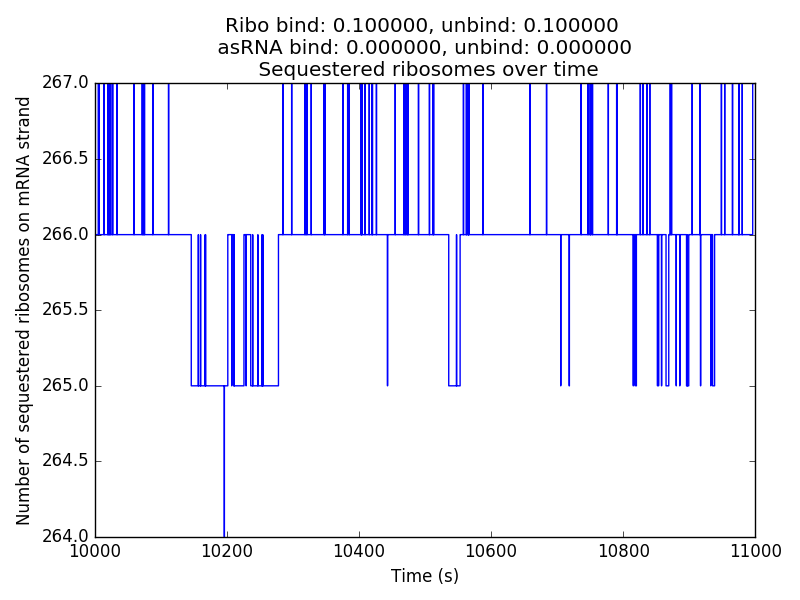 Ribo bind: 0.100000, unbind: 0.100000
asRNA bind: 0.000000, unbind: 0.000000
Sequestered ribosomes over time
Number of sequestered ribosomes on mRNA strand
267.0
266.5
266.0
265.5
265.0
264.5
264.0
10000 10200 10400 10600 10800 11000
Time (s)